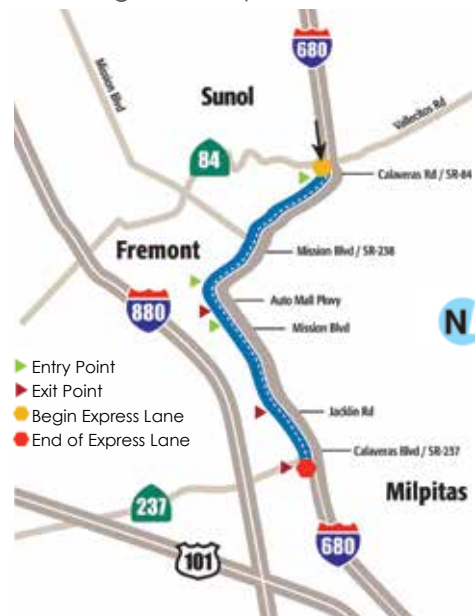 680
Mission Blvd
Sunol
Vallecitos Rd
84
Calaveras Rd / SR-84
Fremont
Mission Blvd / SR-238
880
Auto Mall Pkwy
Mission Blvd
N
Entry Point
Exit Point
Begin Express Lane
End of Express Lane
Jacklin Rd
Calaveras Blvd / SR-237
Milpitas
237
101
680